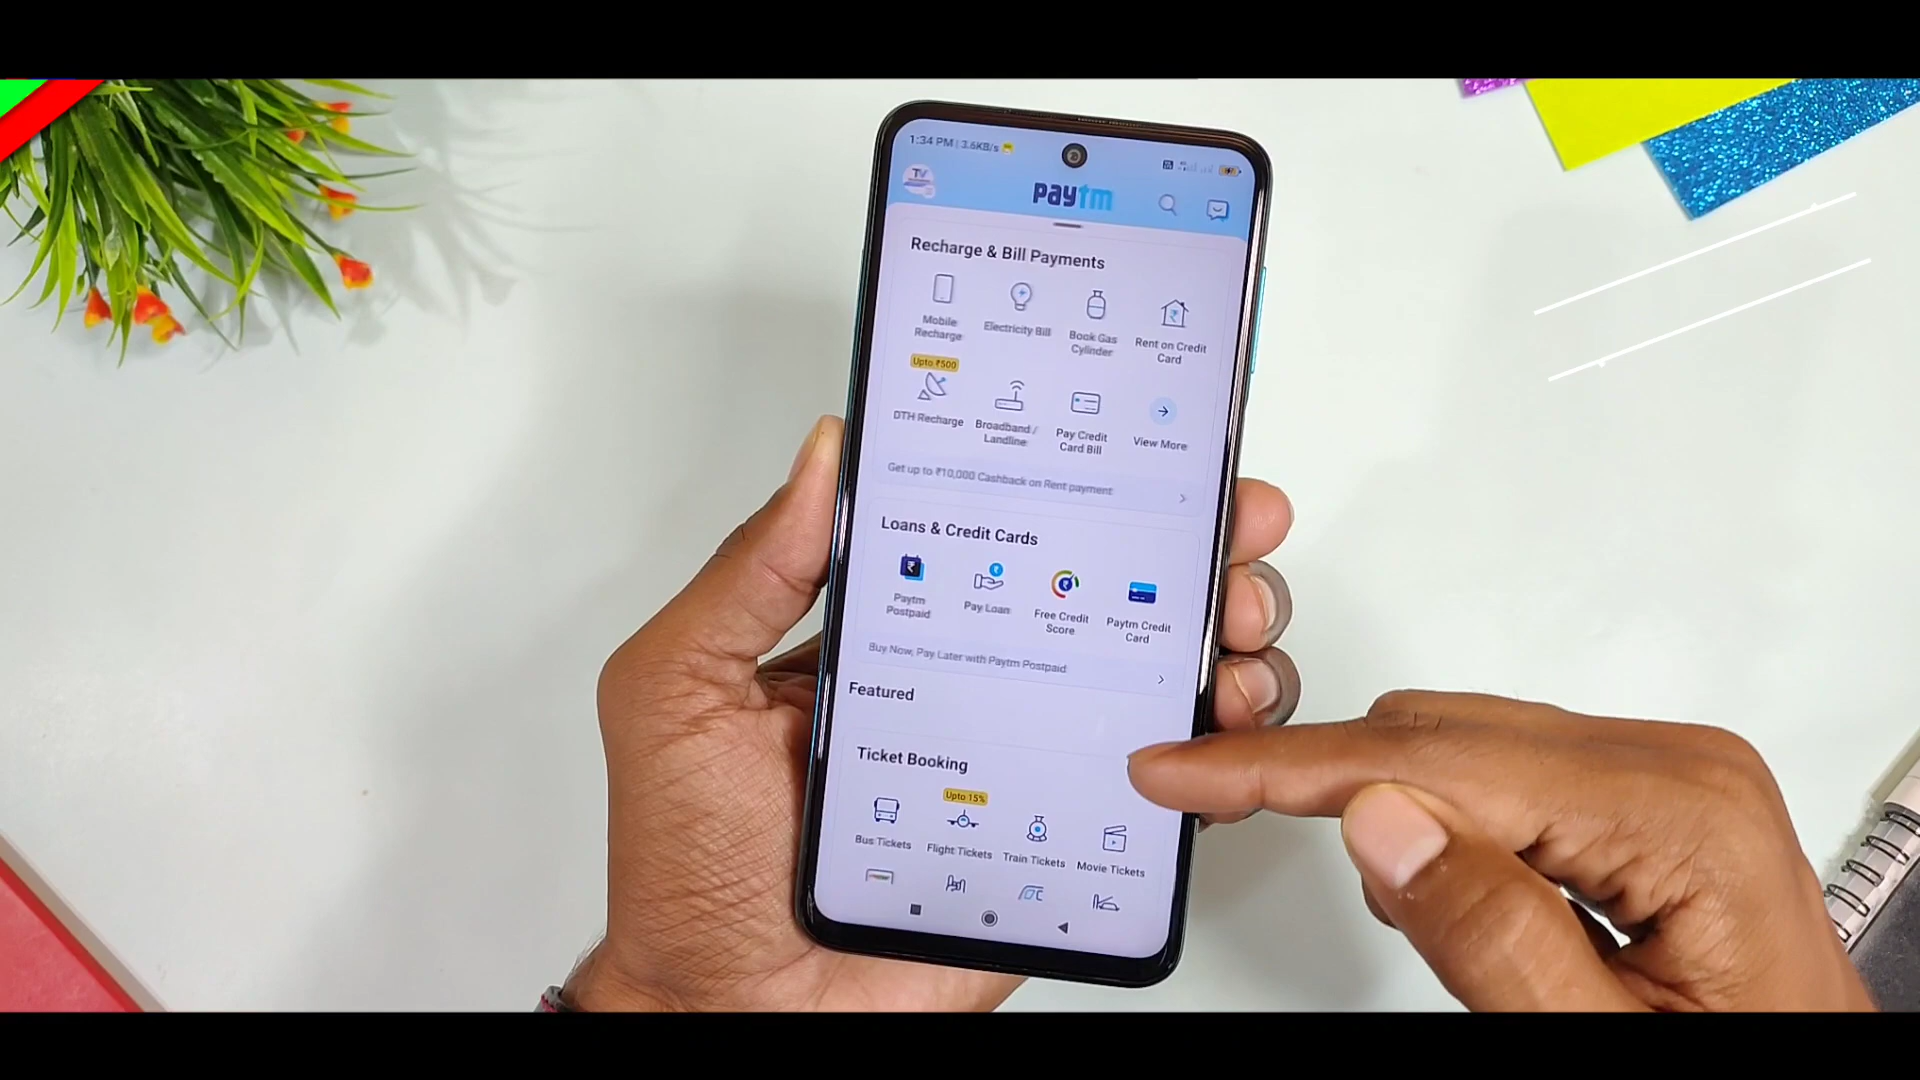 1:34 PM | 3.6KB/s
TV
paytm
Recharge & Bill Payments
Mobile
Recharge
Electricity Bill
Book Gas
Cylinder
Rent on Credit
Card
Upto ₹500
DTH Recharge
Broadband /
Landline
Pay Credit
Card Bill
View More
Get up to ₹10,000 Cashback on Rent payment
Loans & Credit Cards
Paytm
Postpaid
Pay Loan
Free Credit
Score
Paytm Credit
Card
Buy Now, Pay Later with Paytm Postpaid
Featured
Ticket Booking
Upto 15%
Bus Tickets
Flight Tickets
Train Tickets
Movie Tickets